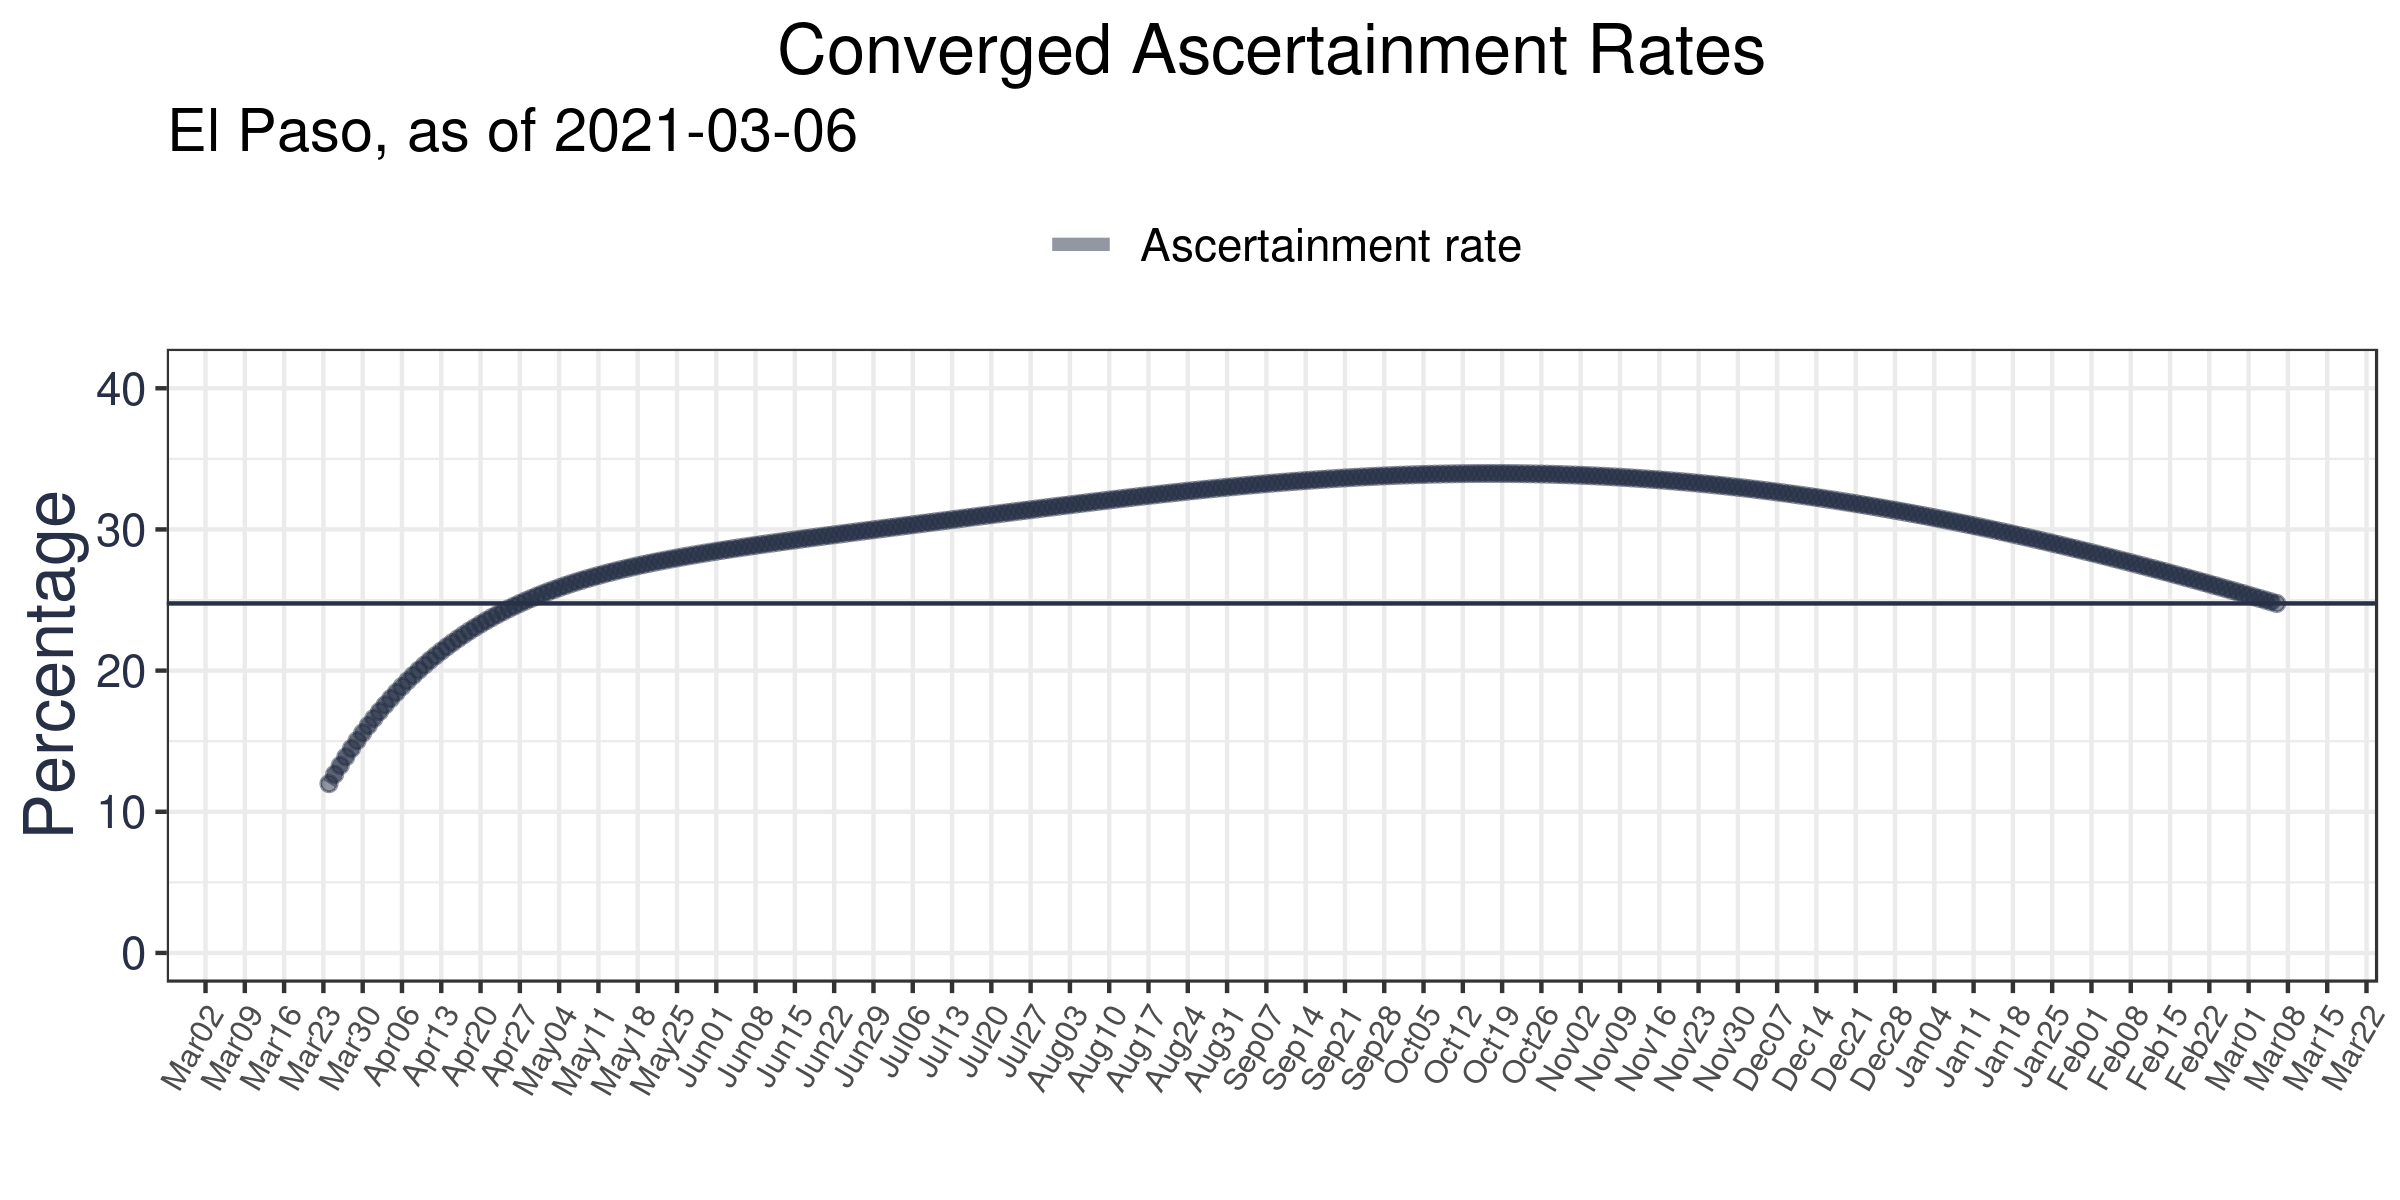 Converged Ascertainment Rates
El Paso, as of 2021-03-06
Ascertainment rate
Percentage
40
30
20
10
0
Mar02 Mar09 Mar16 Mar23 Mar30 Apr06 Apr13 Apr20 Apr27 May04 May11 May18 May25 Jun01 Jun08 Jun15 Jun22 Jun29 Jul06 Jul13 Jul20 Jul27 Aug03 Aug10 Aug17 Aug24 Aug31 Sep07 Sep14 Sep21 Sep28 Oct05 Oct12 Oct19 Oct26 Nov02 Nov09 Nov16 Nov23 Nov30 Dec07 Dec14 Dec21 Dec28 Jan04 Jan11 Jan18 Jan25 Feb01 Feb08 Feb15 Feb22 Mar01 Mar08 Mar15 Mar22